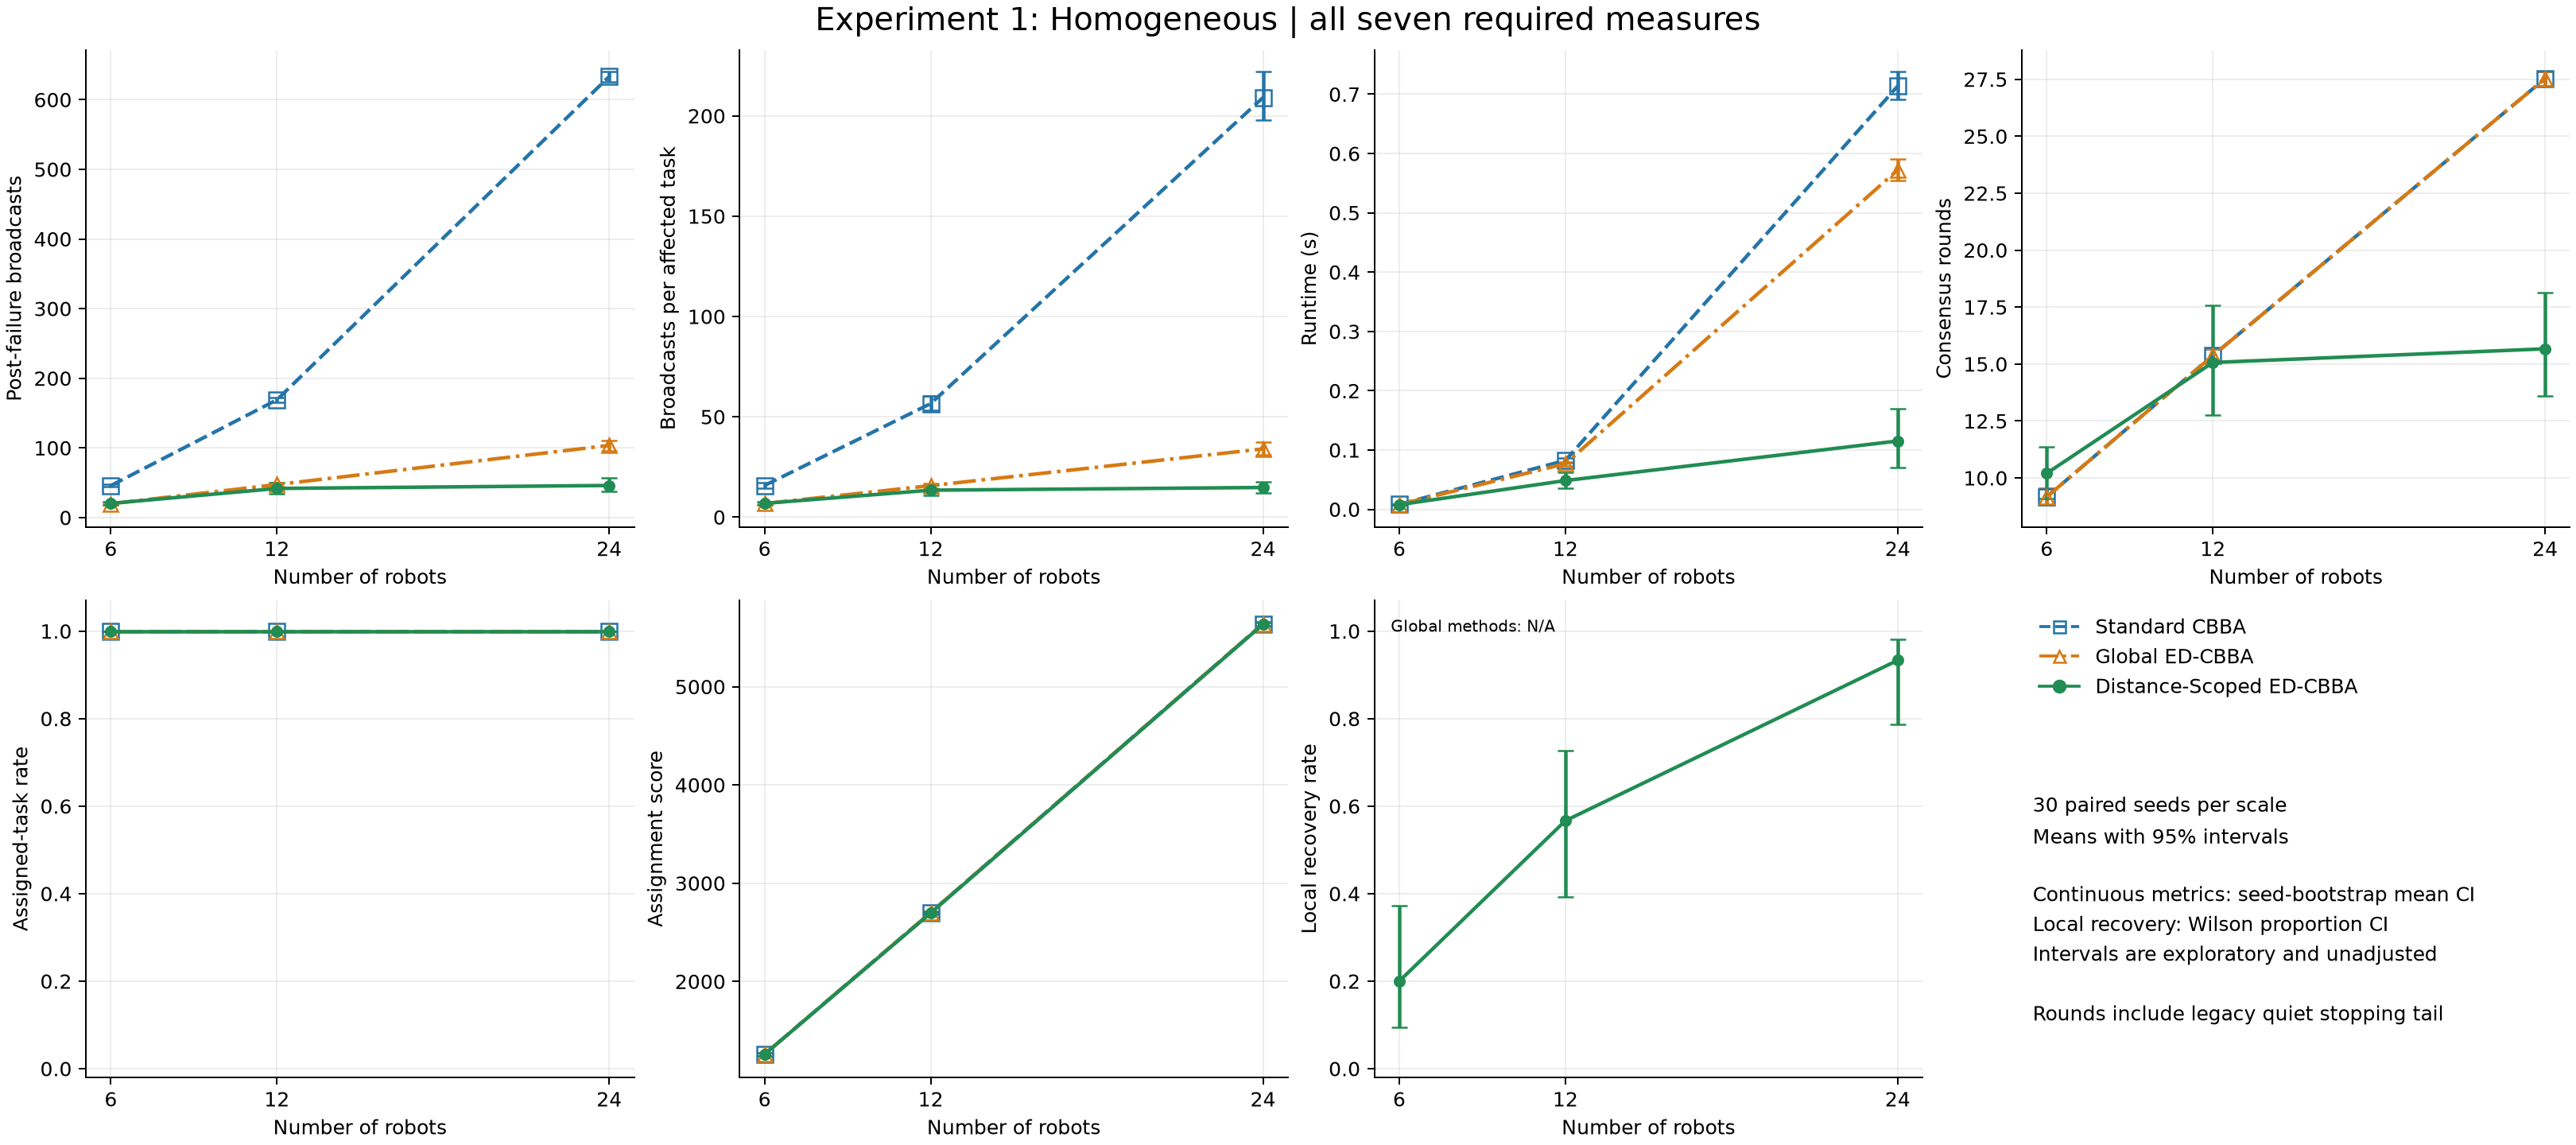 Experiment 1: Homogeneous | all seven required measures
Post-failure broadcasts
600
500
400
300
200
100
0
6
12
24
Number of robots
Broadcasts per affected task
200
150
100
50
0
6
12
24
Number of robots
Runtime (s)
0.7
0.6
0.5
0.4
0.3
0.2
0.1
0.0
6
12
24
Number of robots
Consensus rounds
27.5
25.0
22.5
20.0
17.5
15.0
12.5
10.0
6
12
24
Number of robots
Assigned-task rate
1.0
0.8
0.6
0.4
0.2
0.0
6
12
24
Number of robots
Assignment score
5000
4000
3000
2000
6
12
24
Number of robots
Local recovery rate
Global methods: N/A
1.0
0.8
0.6
0.4
0.2
0.0
6
12
24
Number of robots
Standard CBBA
Global ED-CBBA
Distance-Scoped ED-CBBA
30 paired seeds per scale
Means with 95% intervals
Continuous metrics: seed-bootstrap mean CI
Local recovery: Wilson proportion CI
Intervals are exploratory and unadjusted
Rounds include legacy quiet stopping tail